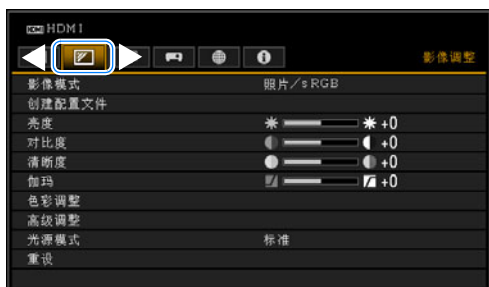 HDMI HDMI1
影像调整
影像模式 照片/sRGB
创建配置文件
亮度 +0
对比度 +0
清晰度 +0
伽玛 +0
色彩调整
高级调整
光源模式 标准
重设